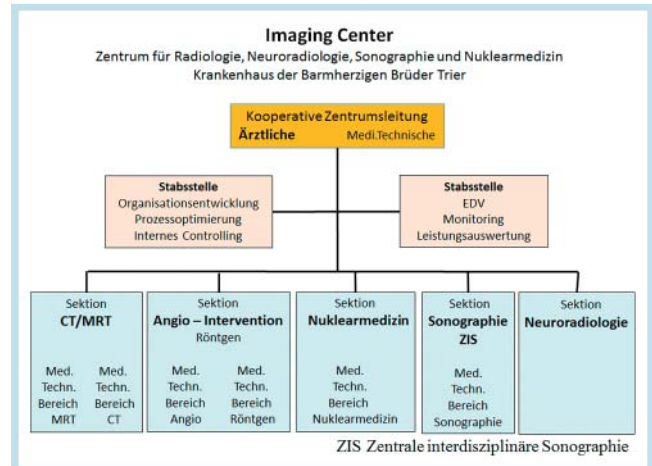 Imaging Center
Zentrum für Radiologie, Neuroradiologie, Sonographie und Nuklearmedizin
Krankenhaus der Barmherzigen Brüder Trier
Kooperative Zentrumsleitung
Ärztliche Medi.Technische
Stabsstelle
Organisationsentwicklung
Prozessoptimierung
Internes Controlling
Stabsstelle
EDV
Monitoring
Leistungsauswertung
Sektion
CT/MRT
Med.
Techn.
Bereich
MRT
Med.
Techn.
Bereich
CT
Sektion
Angio – Intervention
Röntgen
Med.
Techn.
Bereich
Angio
Med.
Techn.
Bereich
Röntgen
Sektion
Nuklearmedizin
Med.
Techn.
Bereich
Nuklearmedizin
Sektion
Sonographie
ZIS
Med.
Techn.
Bereich
Sonographie
Sektion
Neuroradiologie
ZIS Zentrale interdisziplinäre Sonographie